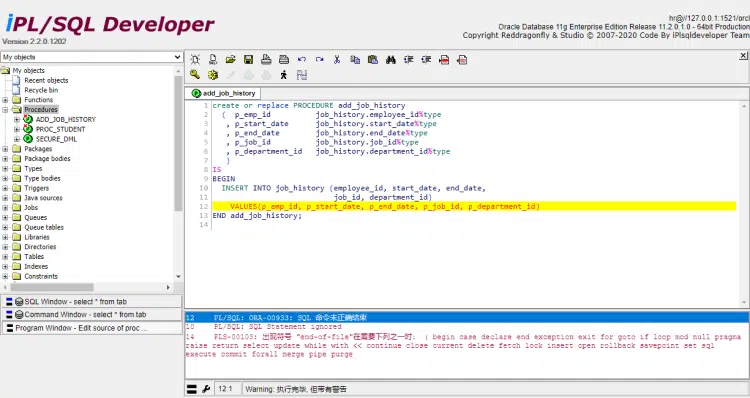 iPL/SQL Developer
Version 2.2.0.1202
hr@//127.0.0.1:1521/orcl
Oracle Database 11g Enterprise Edition Release 11.2.0.1.0 - 64bit Production
Copyright Reddragonfly & Studio © 2007-2020 Code By iPlsqldeveloper Team
My objects
My objects
Recent objects
Recycle bin
Functions
Procedures
ADD_JOB_HISTORY
PROC_STUDENT
SECURE_DML
Packages
Package bodies
Types
Type bodies
Triggers
Java sources
Jobs
Queues
Queue tables
Libraries
Directories
Tables
Indexes
Constraints
SQL Window - select * from tab
Command Window - select * from tab
Program Window - Edit source of proc ...
add_job_history
1 create or replace PROCEDURE add_job_history
2 ( p_emp_id job_history.employee_id%type
3 , p_start_date job_history.start_date%type
4 , p_end_date job_history.end_date%type
5 , p_job_id job_history.job_id%type
6 , p_department_id job_history.department_id%type
7 )
8 IS
9 BEGIN
10 INSERT INTO job_history (employee_id, start_date, end_date,
11 job_id, department_id)
12 VALUES(p_emp_id, p_start_date, p_end_date, p_job_id, p_department_id)
13 END add_job_history;
14
12 PL/SQL: ORA-00933: SQL 命令未正确结束
10 PL/SQL: SQL Statement ignored
14 PLS-00103: 出现符号 "end-of-file"在需要下列之一时: ( begin case declare end exception exit for goto if loop mod null pragma
raise return select update while with << continue close current delete fetch lock insert open rollback savepoint set sql
execute commit forall merge pipe purge
12:1
Warning: 执行完毕, 但带有警告